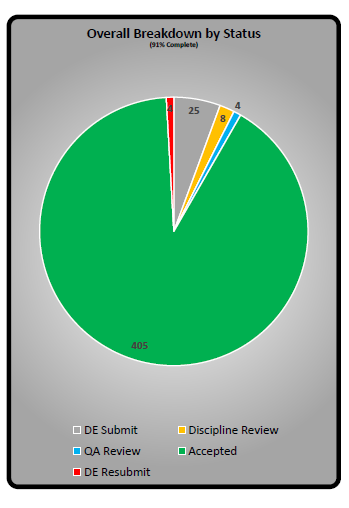 Overall Breakdown by Status
(91% Complete)
4
25
8
4
405
DE Submit
Discipline Review
QA Review
Accepted
DE Resubmit